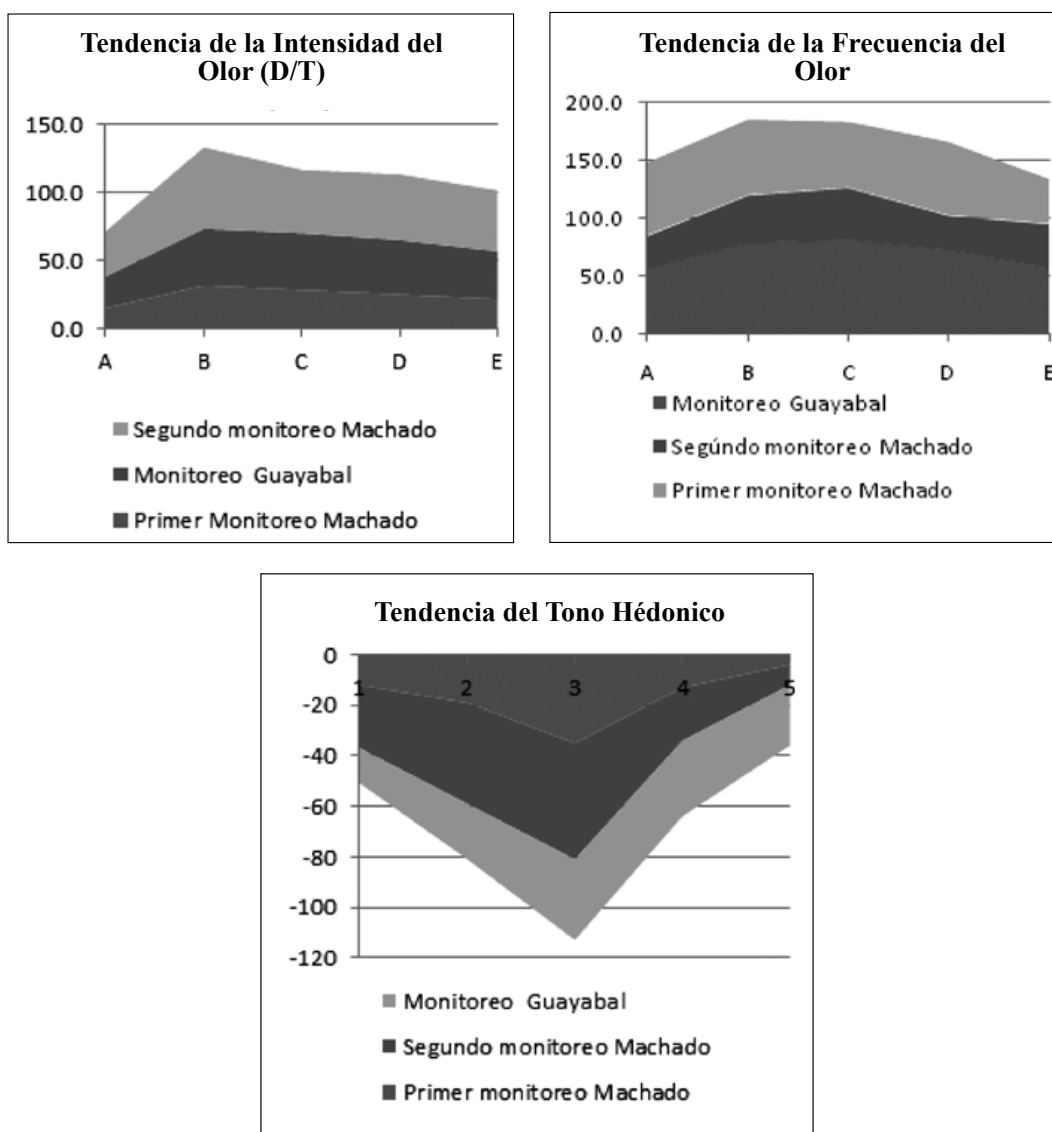 Tendencia de la Intensidad del
Olor (D/T)
150.0
100.0
50.0
0.0
A B C D E
Segundo monitoreo Machado
Monitoreo Guayabal
Primer Monitoreo Machado
Tendencia de la Frecuencia del
Olor
200.0
150.0
100.0
50.0
0.0
A B C D E
Monitoreo Guayabal
Segúndo monitoreo Machado
Primer monitoreo Machado
Tendencia del Tono Hédonico
0
1 2 3 4 5
-20
-40
-60
-80
-100
-120
Monitoreo Guayabal
Segundo monitoreo Machado
Primer monitoreo Machado